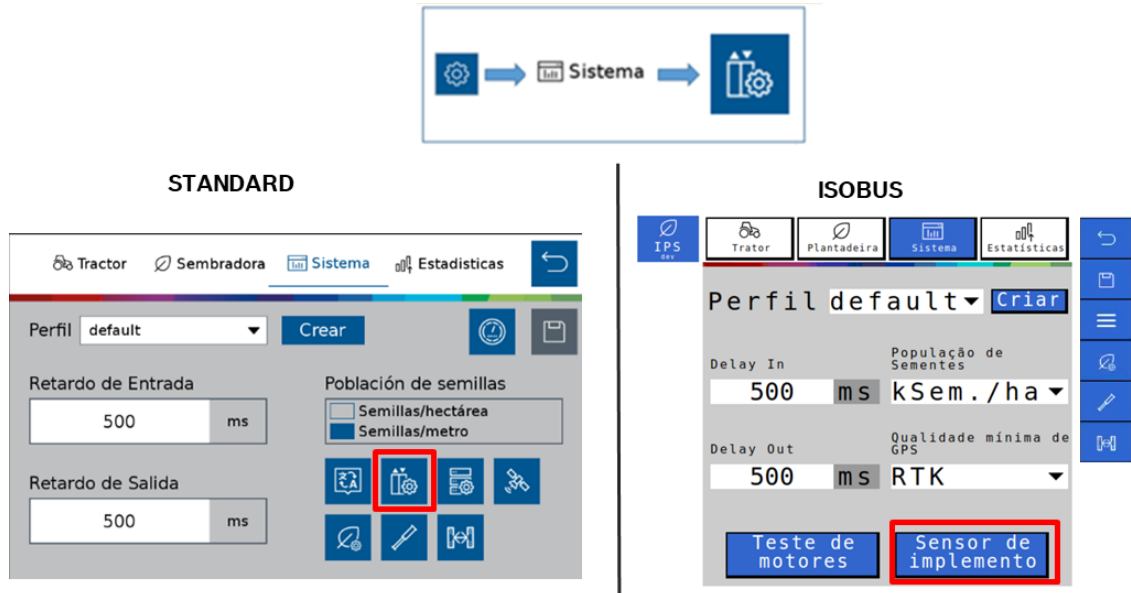 Sistema
STANDARD
Tractor Sembradora Sistema Estadisticas
Perfil default Crear
Retardo de Entrada
500 ms
Población de semillas
Semillas/hectárea
Semillas/metro
Retardo de Salida
500 ms
ISOBUS
IPS
dev
Trator Plantadeira Sistema Estatísticas
Perfil default Criar
Delay In
500 ms
População de
Sementes
kSem./ha
Delay Out
500 ms
Qualidade mínima de
GPS
RTK
Teste de
motores
Sensor de
implemento